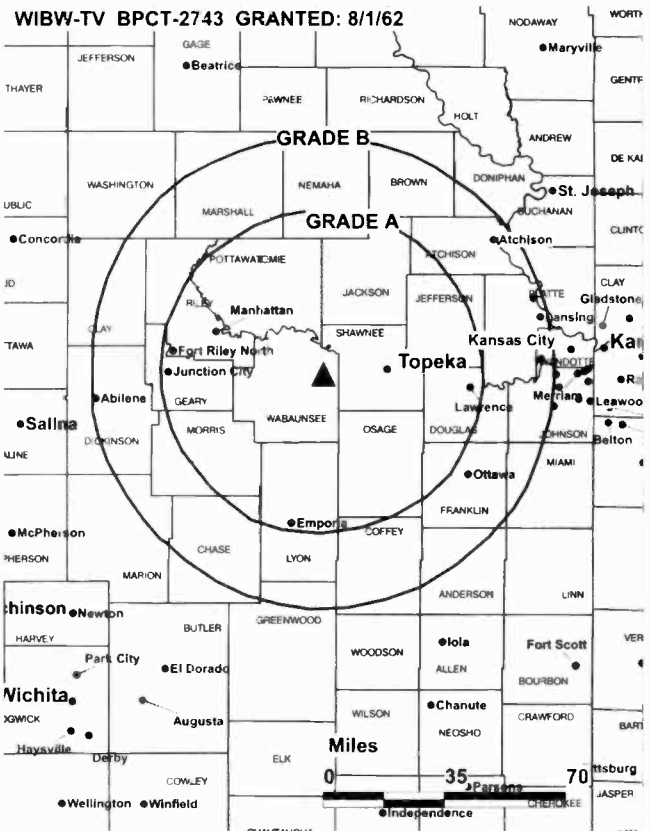 WIBW-TV BPCT-2743 GRANTED: 8/1/62
NODAWAY
GAGE
JEFFERSON
Beatrice
Maryville
THAYER
PAWNEE
RICHARDSON
HOLT
ANDREW
GRADE B
DONIPHAN
WASHINGTON
NEMAHA
BROWN
St. Joseph
MARSHALL
BUCHANAN
GRADE A
Concordia
Atchison
ATCHISON
POTTAWATOMIE
CLAY
JACKSON
JEFFERSON
PLATTE
Gladstone
RILEY
Manhattan
SHAWNEE
Lansing
CLAY
Kansas City
Fort Riley North
Topeka
Junction City
Abilene
GEARY
Lawrence
Merriam
Leawoo
Salina
WABAUNSEE
MORRIS
OSAGE
DOUGLAS
JOHNSON
Belton
DICKINSON
MIAMI
Ottawa
FRANKLIN
Emporia
McPherson
COFFEY
CHASE
LYON
MARION
ANDERSON
LINN
Newton
GREENWOOD
HARVEY
BUTLER
Iola
Fort Scott
WOODSON
Park City
El Dorado
ALLEN
BOURBON
Wichita
Chanute
WILSON
Augusta
CRAWFORD
NEOSHO
Haysville
Derby
Miles
ELK
0 35 70
COWLEY
Parsons
JASPER
Wellington
Winfield
CHEROKEE
Independence